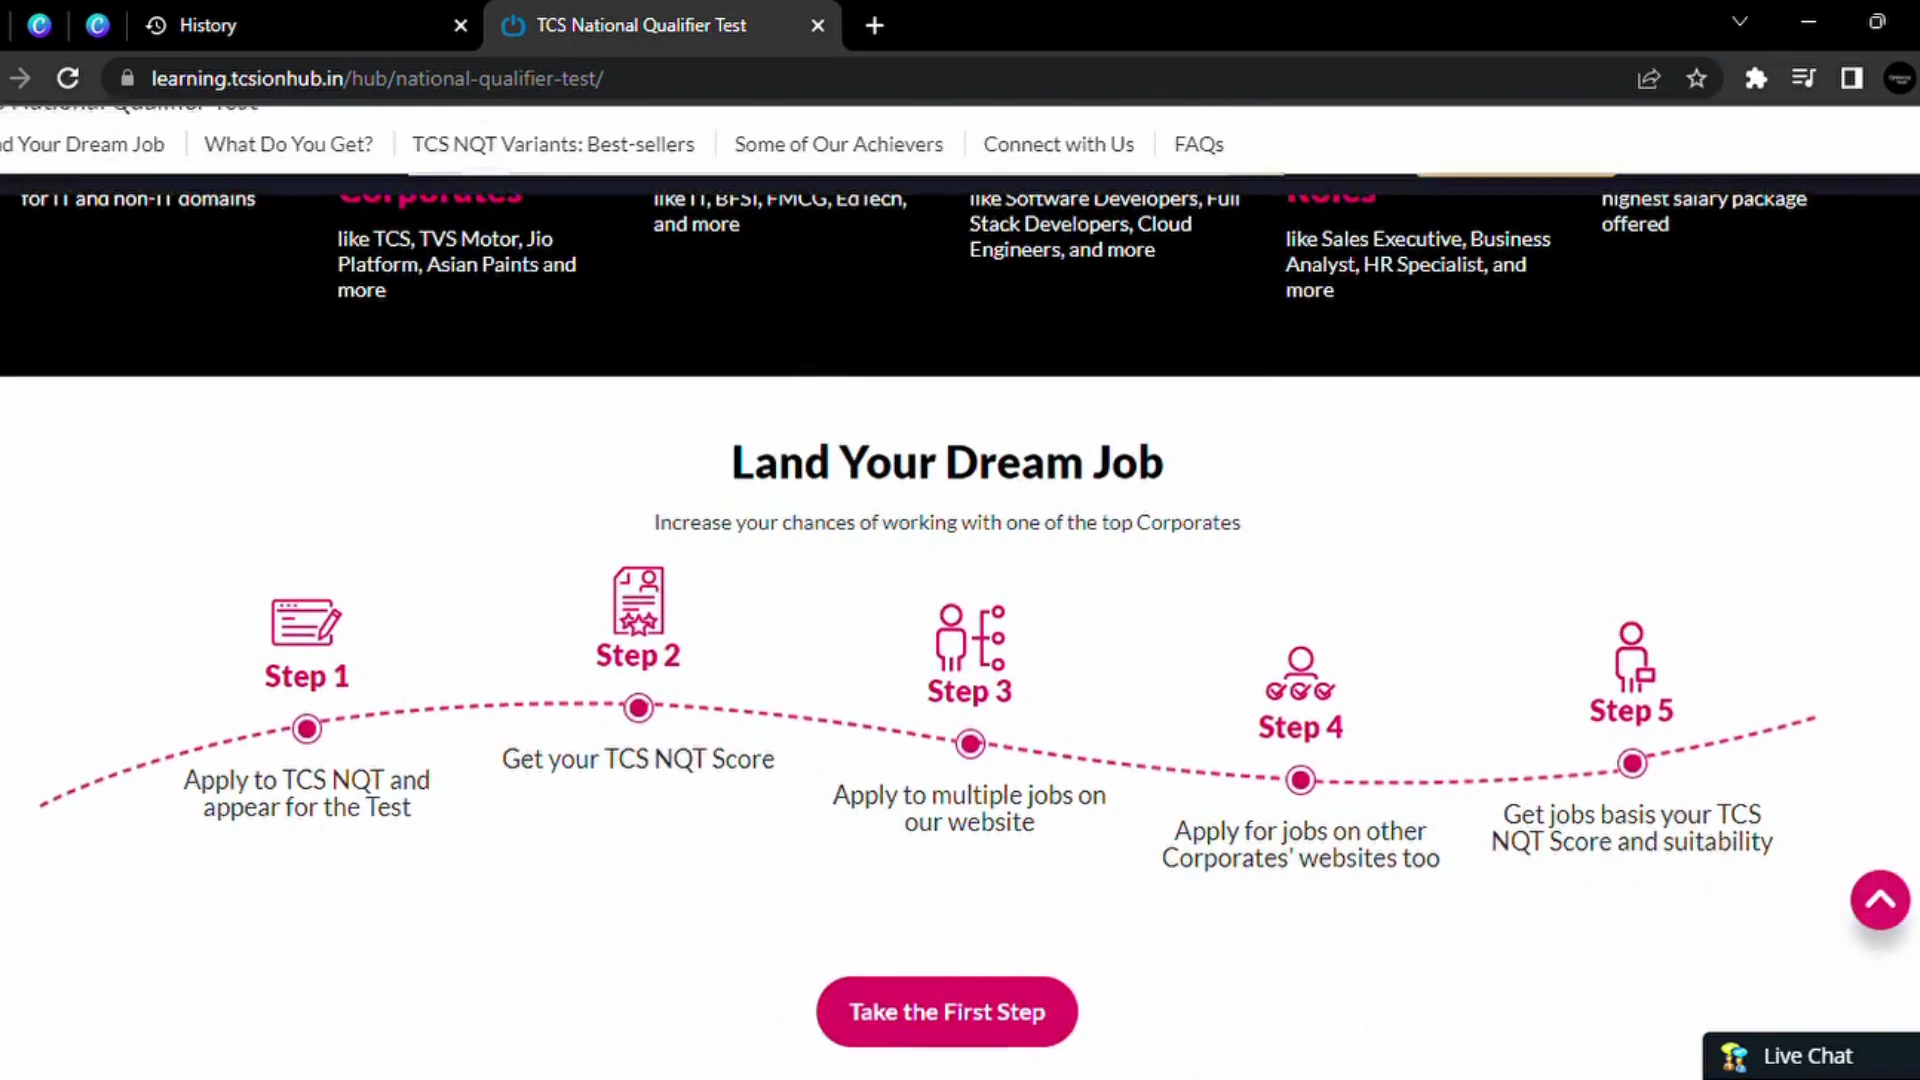 History
TCS National Qualifier Test
learning.tcsionhub.in/hub/national-qualifier-test/
National Qualifier Test
d Your Dream Job
What Do You Get?
TCS NQT Variants: Best-sellers
Some of Our Achievers
Connect with Us
FAQs
for IT and non-IT domains
Corporates
like TCS, TVS Motor, Jio
Platform, Asian Paints and
more
like IT, BFSI, FMCG, EdTech,
and more
like Software Developers, Full
Stack Developers, Cloud
Engineers, and more
Roles
like Sales Executive, Business
Analyst, HR Specialist, and
more
highest salary package
offered
Land Your Dream Job
Increase your chances of working with one of the top Corporates
Step 1
Apply to TCS NQT and
appear for the Test
Step 2
Get your TCS NQT Score
Step 3
Apply to multiple jobs on
our website
Step 4
Apply for jobs on other
Corporates' websites too
Step 5
Get jobs basis your TCS
NQT Score and suitability
Take the First Step
Live Chat